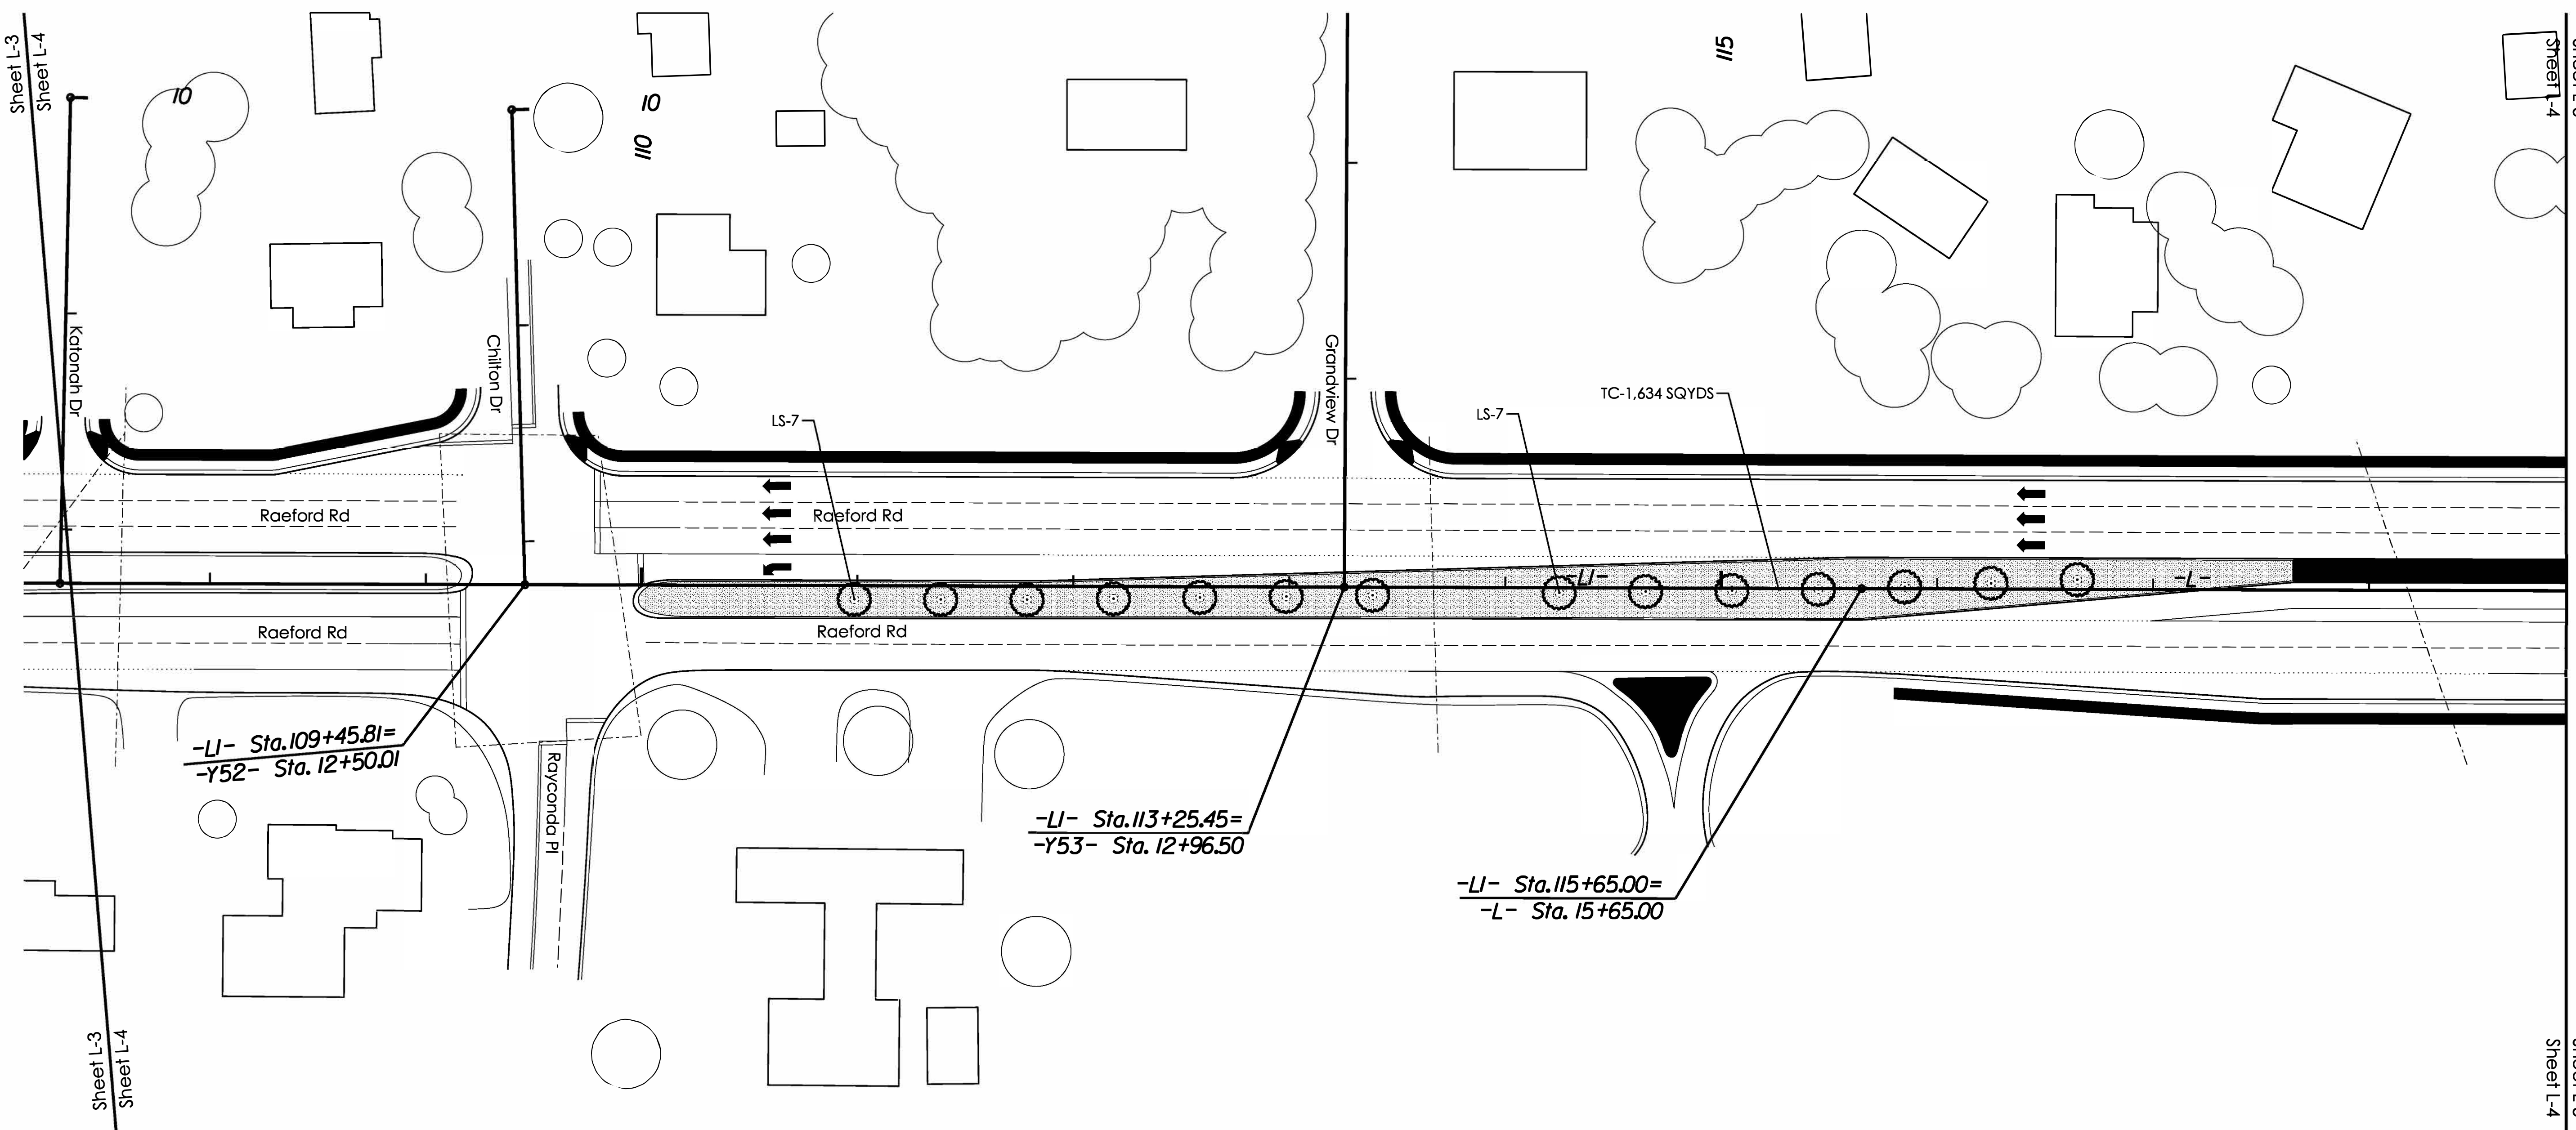 Sheet L-3
Sheet L-4
10
10
110
115
Sheet L-4
Katonah Dr
Chilton Dr
Grandview Dr
LS-7
LS-7
TC-1,634 SQYDS
Raeford Rd
Raeford Rd
-L1-
-L-
Raeford Rd
Raeford Rd
-L1- Sta. 109+45.81=
-Y52- Sta. 12+50.01
Rayconda Pl
-L1- Sta. 113+25.45=
-Y53- Sta. 12+96.50
-L1- Sta. 115+65.00=
-L- Sta. 15+65.00
Sheet L-3
Sheet L-4
Sheet L-4